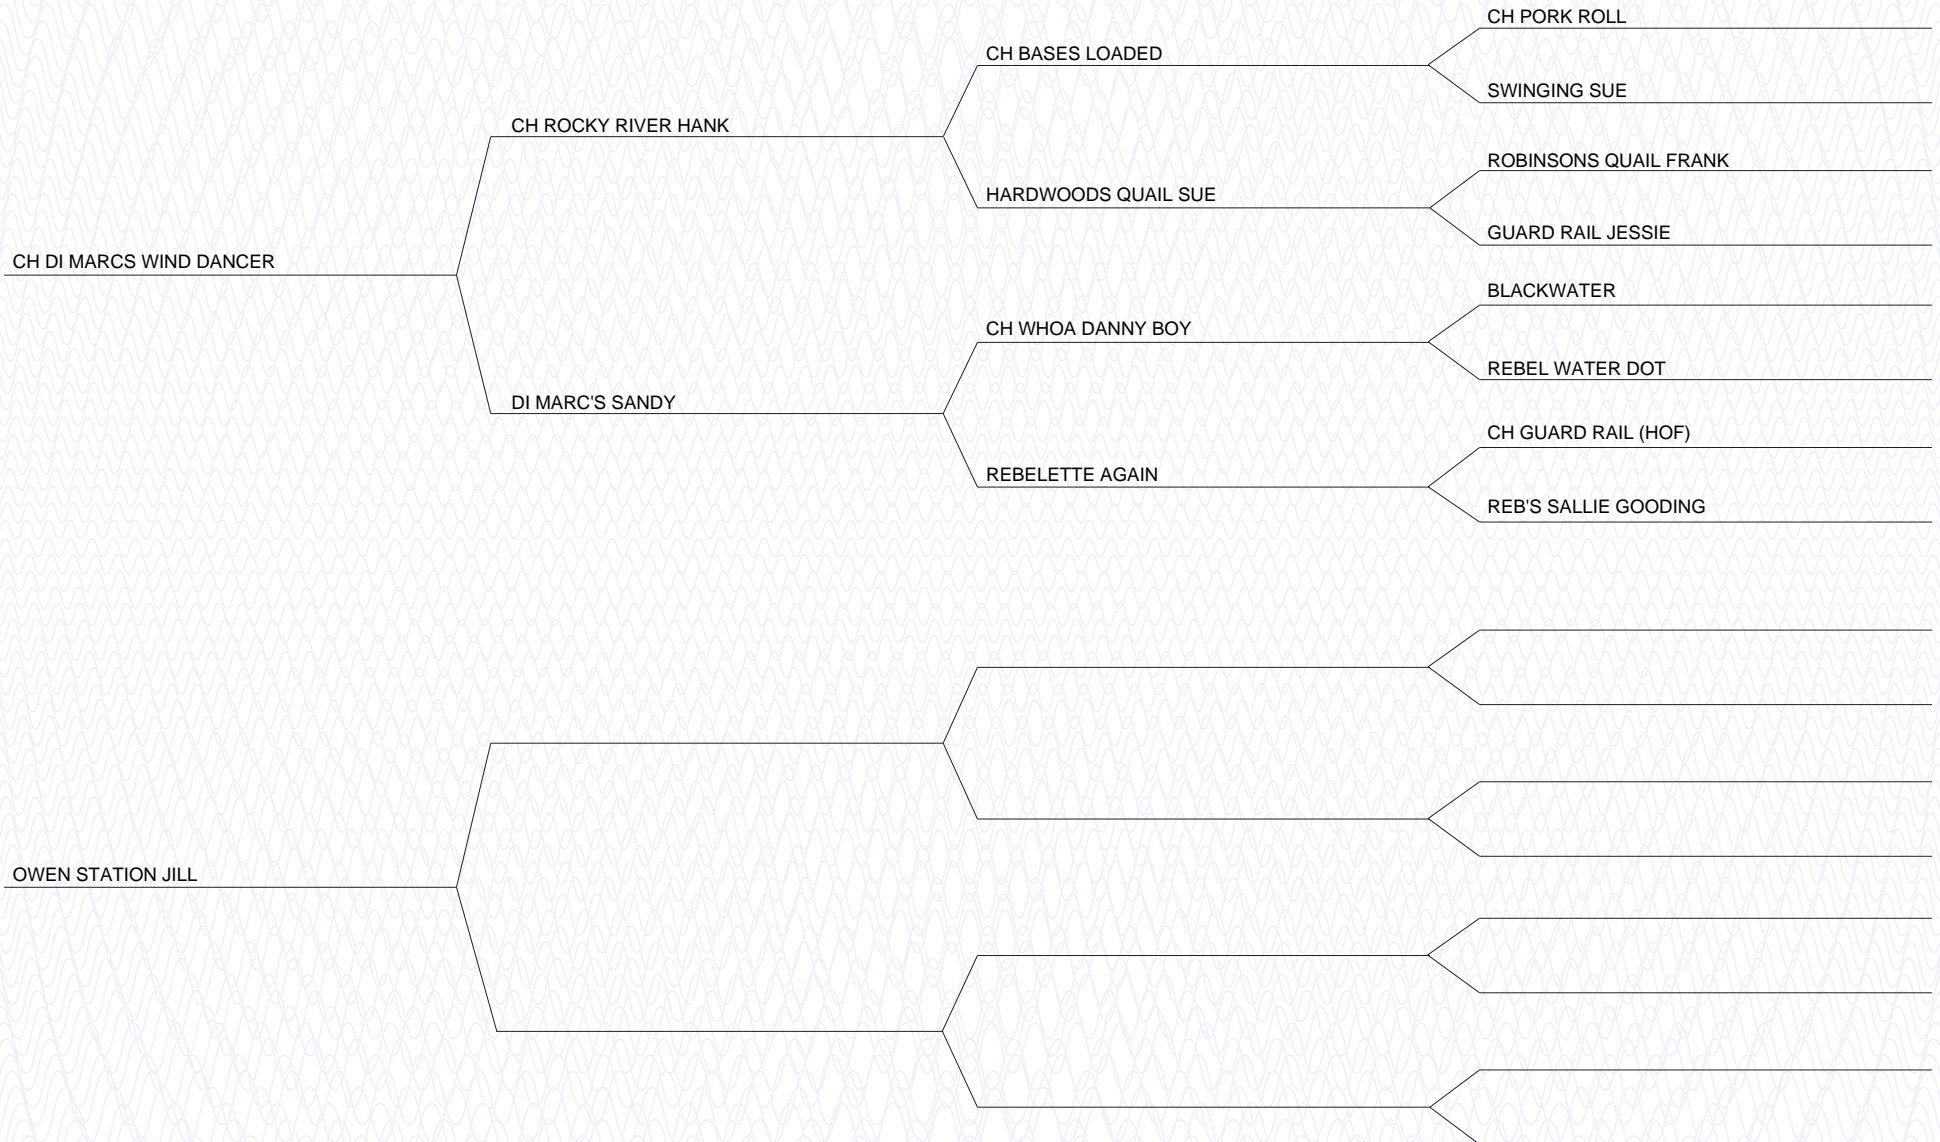 CH PORK ROLL
CH BASES LOADED
SWINGING SUE
CH ROCKY RIVER HANK
ROBINSONS QUAIL FRANK
HARDWOODS QUAIL SUE
GUARD RAIL JESSIE
CH DI MARCS WIND DANCER
BLACKWATER
CH WHOA DANNY BOY
REBEL WATER DOT
DI MARC'S SANDY
CH GUARD RAIL (HOF)
REBELETTE AGAIN
REB'S SALLIE GOODING
OWEN STATION JILL